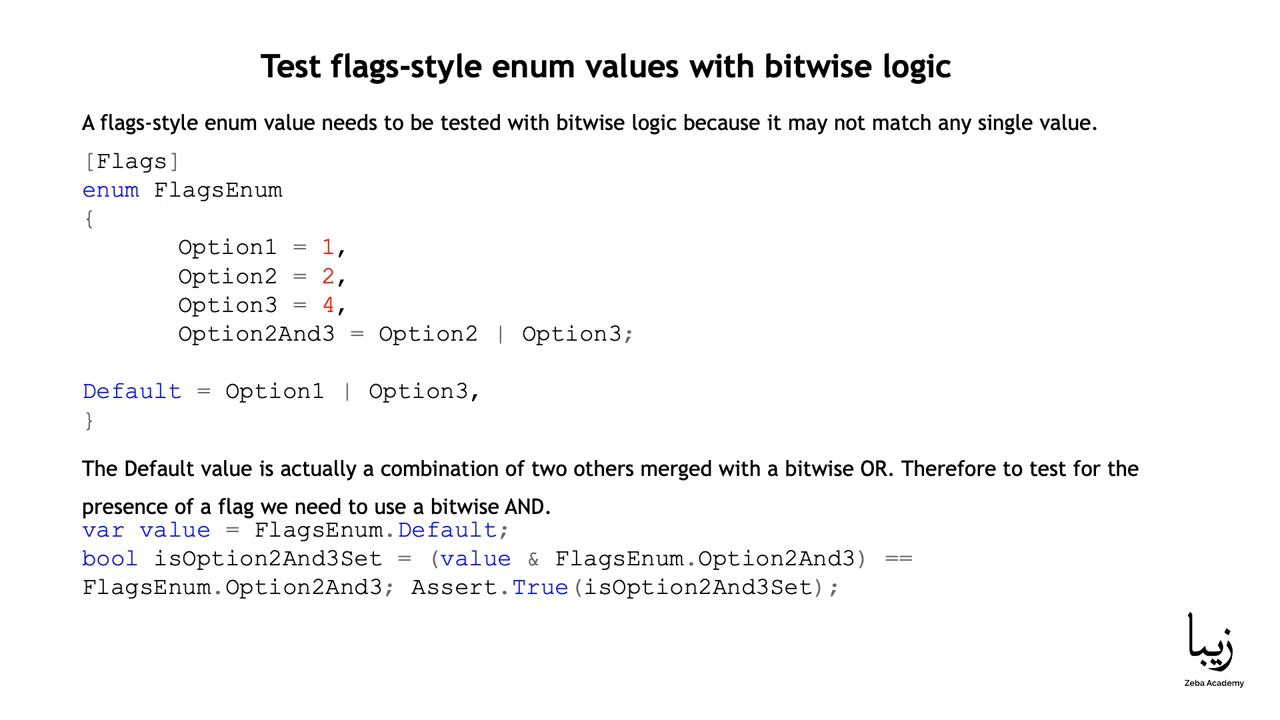 Test flags-style enum values with bitwise logic
A flags-style enum value needs to be tested with bitwise logic because it may not match any single value.
[Flags]
enum FlagsEnum
{
Option1 = 1,
Option2 = 2,
Option3 = 4,
Option2And3 = Option2 | Option3;
Default = Option1 | Option3,
}
The Default value is actually a combination of two others merged with a bitwise OR. Therefore to test for the
presence of a flag we need to use a bitwise AND.
var value = FlagsEnum.Default;
bool isOption2And3Set = (value & FlagsEnum.Option2And3) ==
FlagsEnum.Option2And3; Assert.True(isOption2And3Set);
زيبا
Zeba Academy